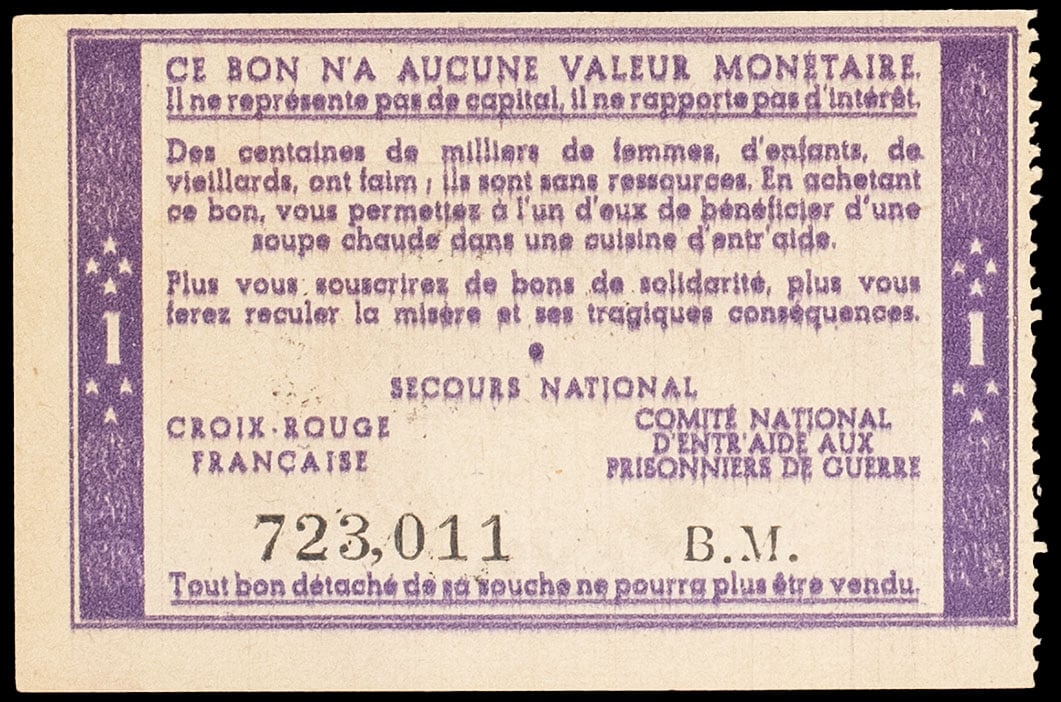 CE BON N'A AUCUNE VALEUR MONÉTAIRE.
Il ne représente pas de capital, il ne rapporte pas d'intérêt.
Des centaines de milliers de femmes, d'enfants, de
vieillards, ont faim ; ils sont sans ressources. En achetant
ce bon, vous permettez à l'un d'eux de bénéficier d'une
soupe chaude dans une cuisine d'entr'aide.
Plus vous souscrirez de bons de solidarité, plus vous
ferez reculer la misère et ses tragiques conséquences.
1
1
SECOURS NATIONAL
CROIX-ROUGE
FRANÇAISE
COMITÉ NATIONAL
D'ENTR'AIDE AUX
PRISONNIERS DE GUERRE
723,011 B.M.
Tout bon détaché de sa souche ne pourra plus être vendu.